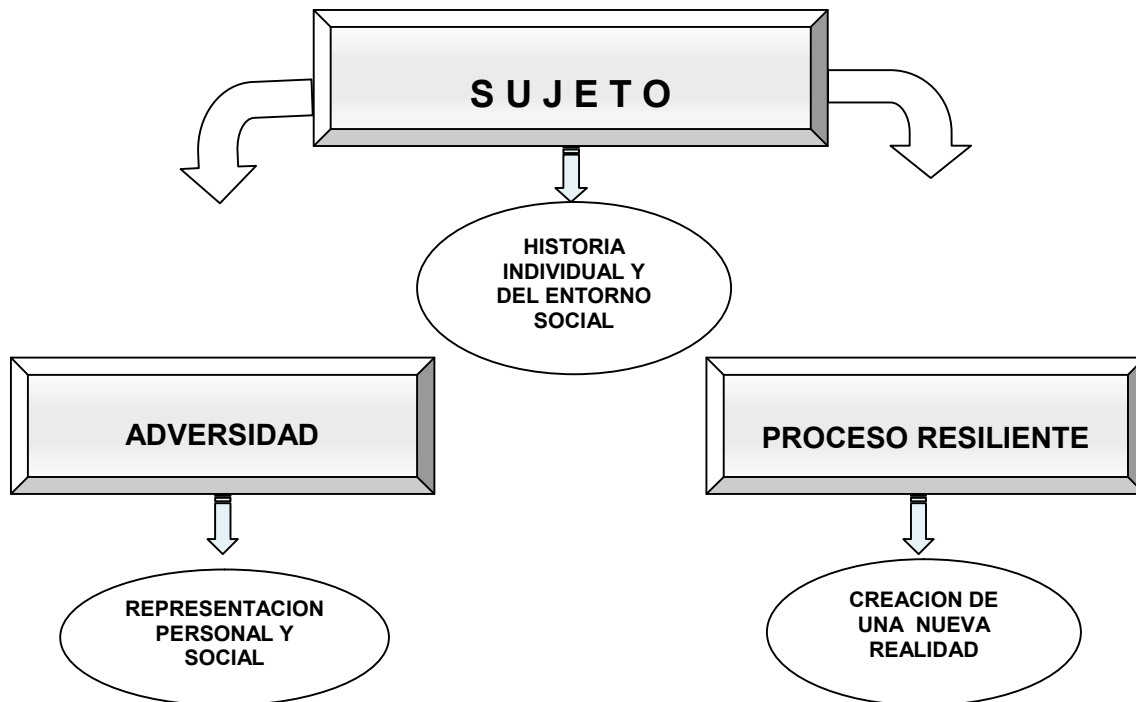 S U J E T O
HISTORIA
INDIVIDUAL Y
DEL ENTORNO
SOCIAL
ADVERSIDAD
PROCESO RESILIENTE
REPRESENTACION
PERSONAL Y
SOCIAL
CREACION DE
UNA NUEVA
REALIDAD